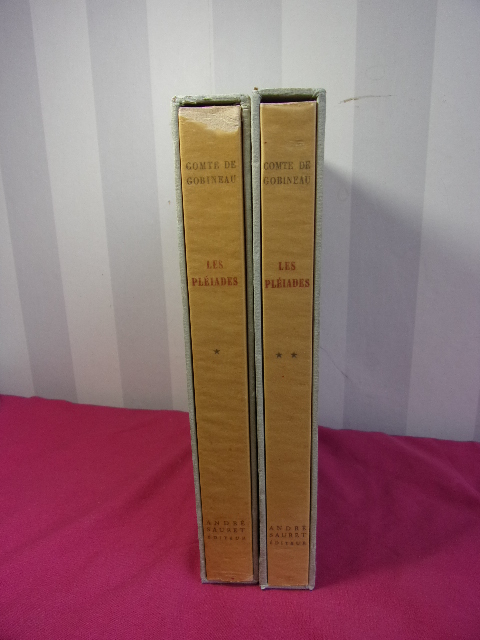 COMTE DE
GOBINEAU
LES
PLÉIADES
★
ANDRÉ
SAURET
ÉDITEUR
COMTE DE
GOBINEAU
LES
PLÉIADES
★ ★
ANDRÉ
SAURET
ÉDITEUR